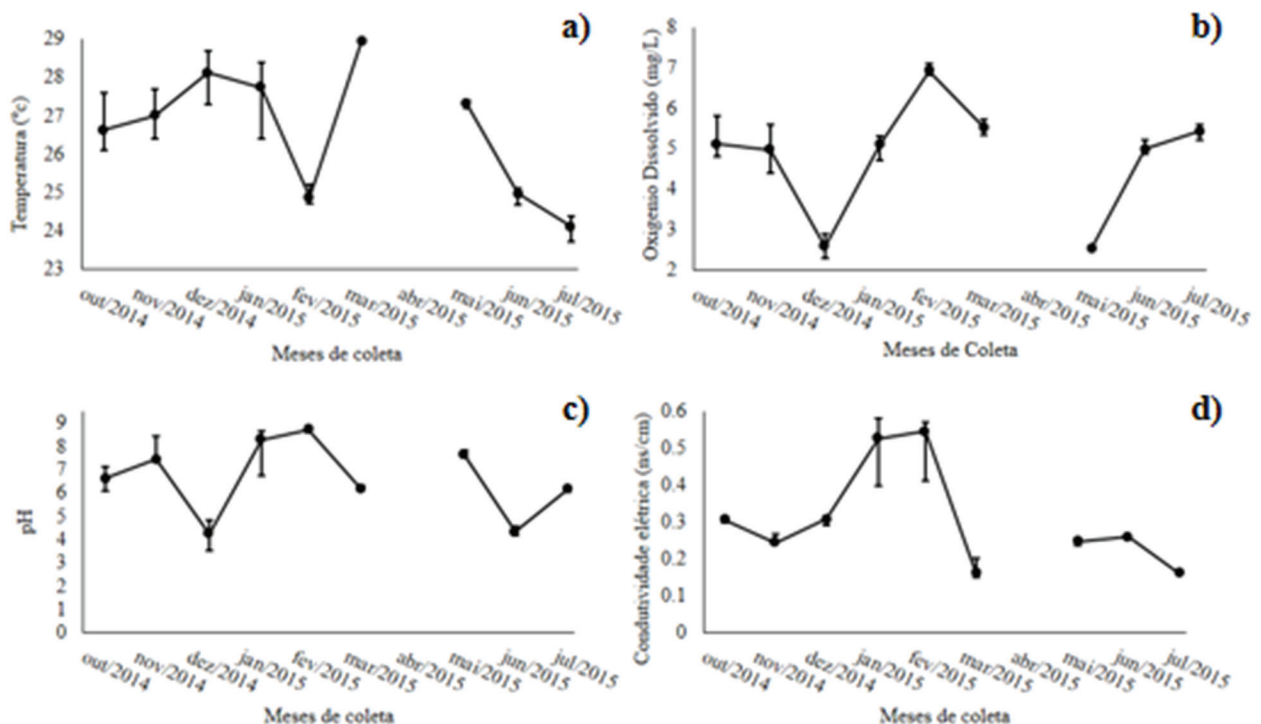 a)
Temperatura (°c)
29
28
27
26
25
24
23
out/2014
nov/2014
dez/2014
jan/2015
fev/2015
mar/2015
abr/2015
mai/2015
jun/2015
jul/2015
Meses de coleta
b)
Oxigenio Dissolvido (mg/L)
8
7
6
5
4
3
2
out/2014
nov/2014
dez/2014
jan/2015
fev/2015
mar/2015
abr/2015
mai/2015
jun/2015
jul/2015
Meses de Coleta
c)
pH
9
8
7
6
5
4
3
2
1
0
out/2014
nov/2014
dez/2014
jan/2015
fev/2015
mar/2015
abr/2015
mai/2015
jun/2015
jul/2015
Meses de coleta
d)
Condutividade elétrica (ns/cm)
0.6
0.5
0.4
0.3
0.2
0.1
0
out/2014
nov/2014
dez/2014
jan/2015
fev/2015
mar/2015
abr/2015
mai/2015
jun/2015
jul/2015
Meses de coleta